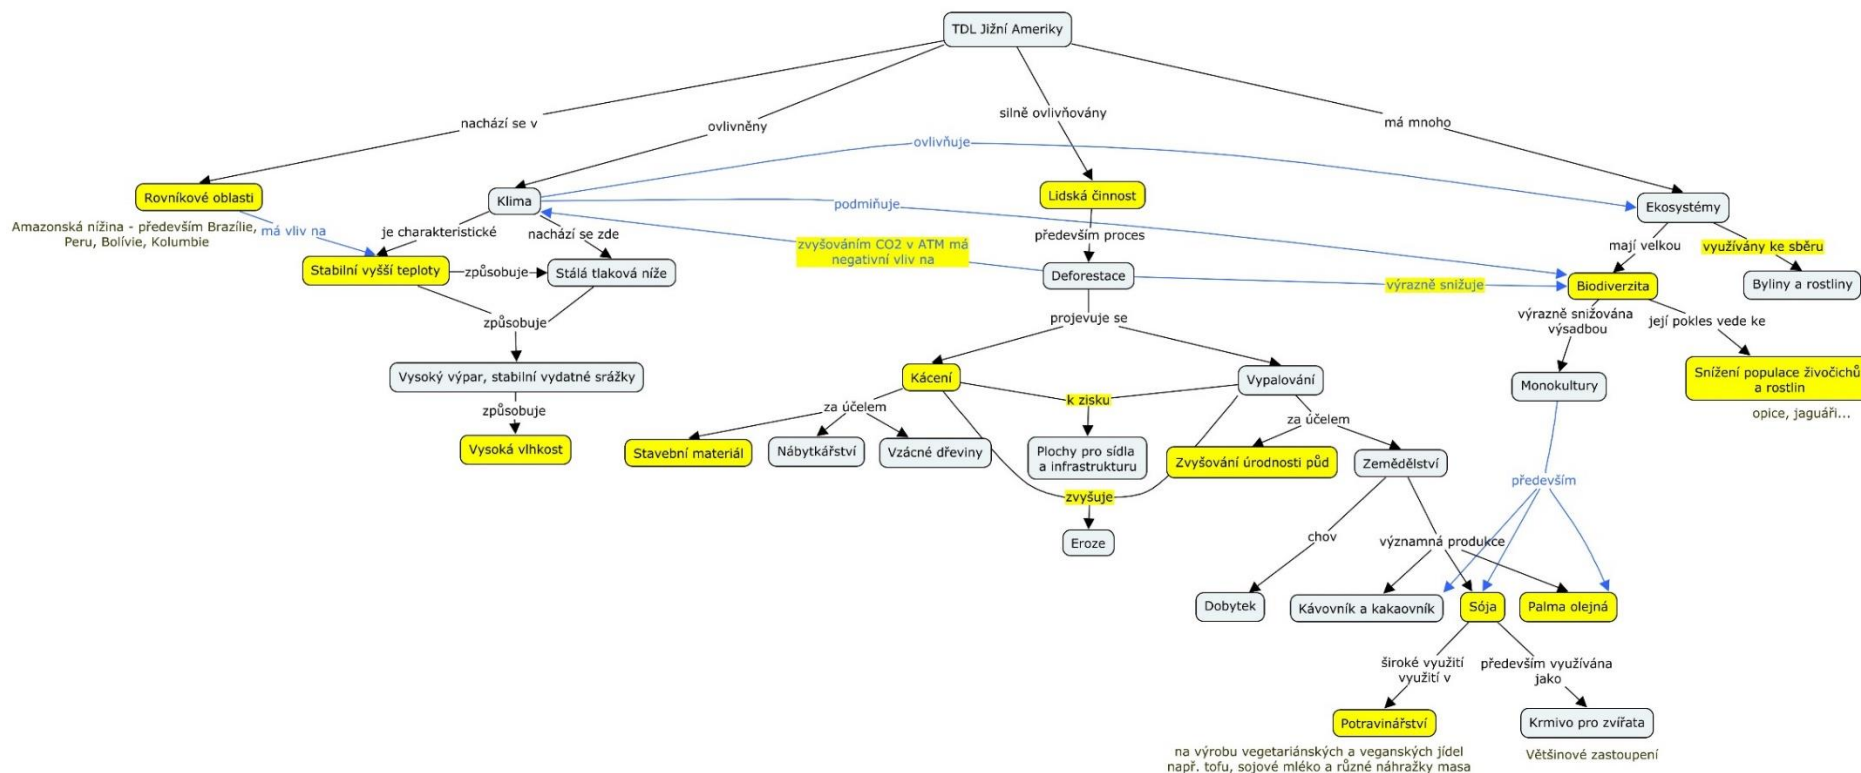 TDL Jižní Ameriky
nachází se v
ovlivněny
silně ovlivňovány
má mnoho
ovlivňuje
Rovníkové oblasti
Klima
Lidská činnost
Ekosystémy
podmiňuje
Amazonská nížina - především Brazílie,
Peru, Bolívie, Kolumbie
má vliv na
je charakteristické
nachází se zde
zvyšováním CO2 v ATM má
negativní vliv na
především proces
mají velkou
využívány ke sběru
Stabilní vyšší teploty
způsobuje
Stálá tlaková níže
Deforestace
výrazně snižuje
Biodiverzita
Byliny a rostliny
způsobuje
projevuje se
výrazně snižována
výsadbou
její pokles vede ke
Vysoký výpar, stabilní vydatné srážky
Kácení
Vypalování
Monokultury
Snížení populace živočichů
a rostlin
opice, jaguáři...
způsobuje
za účelem
k zisku
za účelem
Vysoká vlhkost
Stavební materiál
Nábytkářství
Vzácné dřeviny
Plochy pro sídla
a infrastrukturu
Zvyšování úrodnosti půd
Zemědělství
především
zvyšuje
Eroze
chov
významná produkce
Dobytek
Kávovník a kakaovník
Sója
Palma olejná
široké využití
využití v
především využívána
jako
Potravinářství
Krmivo pro zvířata
na výrobu vegetariánských a veganských jídel
např. tofu, sojové mléko a různé náhražky masa
Většinové zastoupení